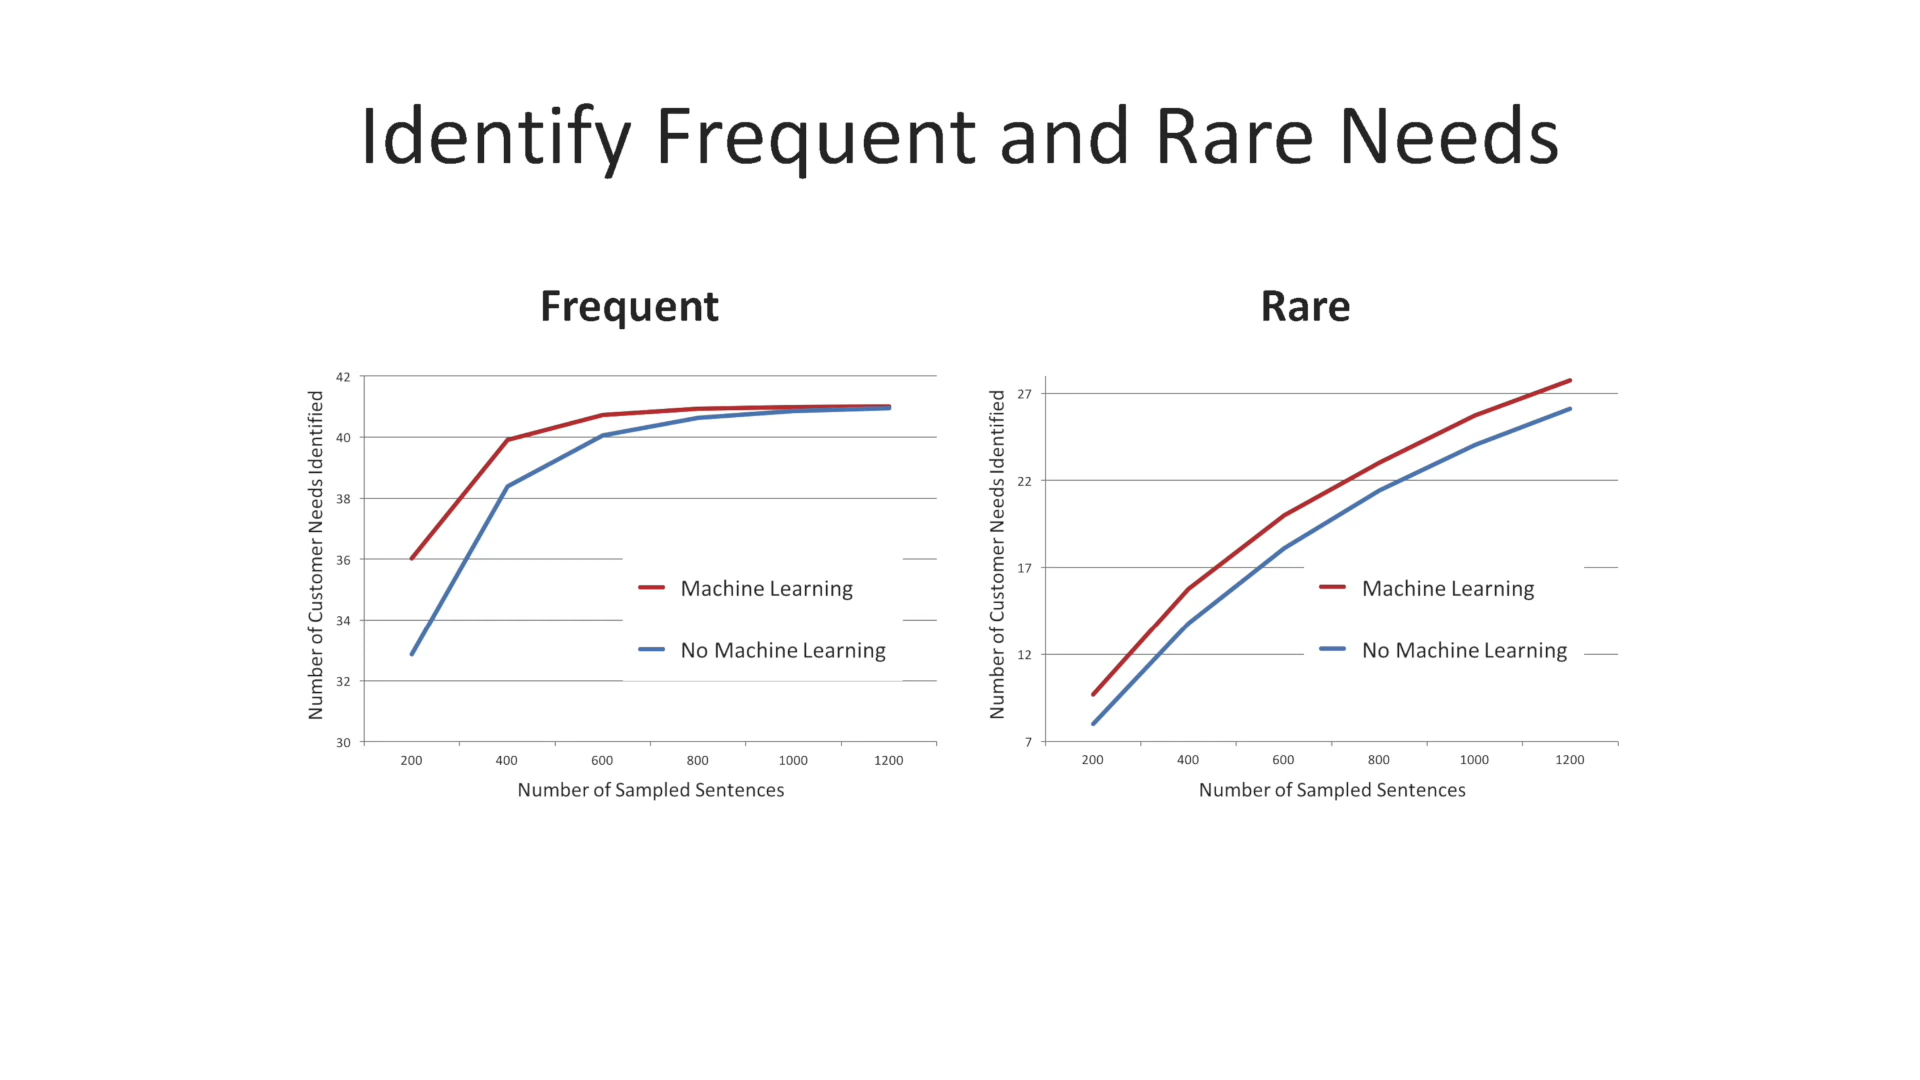 Identify Frequent and Rare Needs
Frequent
Number of Customer Needs Identified
42
40
38
36
34
32
30
200 400 600 800 1000 1200
Number of Sampled Sentences
Machine Learning
No Machine Learning
Rare
Number of Customer Needs Identified
27
22
17
12
7
200 400 600 800 1000 1200
Number of Sampled Sentences
Machine Learning
No Machine Learning